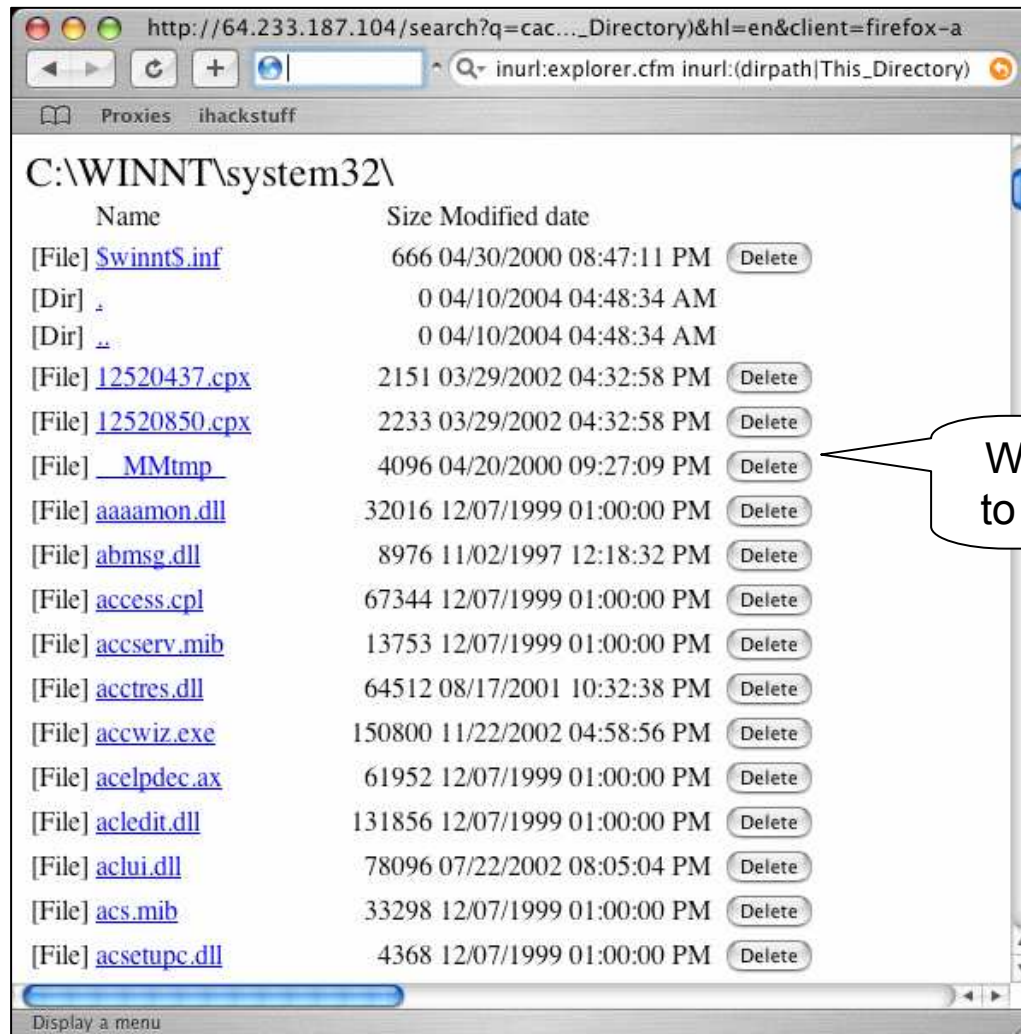 http://64.233.187.104/search?q=cac..._Directory)&hl=en&client=firefox-a
inurl:explorer.cfm inurl:(dirpath|This_Directory)
Proxies ihackstuff
C:\WINNT\system32\
Name Size Modified date
[File] $winnt$.inf 666 04/30/2000 08:47:11 PM Delete
[Dir] . 0 04/10/2004 04:48:34 AM
[Dir] .. 0 04/10/2004 04:48:34 AM
[File] 12520437.cpx 2151 03/29/2002 04:32:58 PM Delete
[File] 12520850.cpx 2233 03/29/2002 04:32:58 PM Delete
[File] __MMtmp_ 4096 04/20/2000 09:27:09 PM Delete
[File] aaaamon.dll 32016 12/07/1999 01:00:00 PM Delete
[File] abmsg.dll 8976 11/02/1997 12:18:32 PM Delete
[File] access.cpl 67344 12/07/1999 01:00:00 PM Delete
[File] accserv.mib 13753 12/07/1999 01:00:00 PM Delete
[File] acctres.dll 64512 08/17/2001 10:32:38 PM Delete
[File] accwiz.exe 150800 11/22/2002 04:58:56 PM Delete
[File] acelpdec.ax 61952 12/07/1999 01:00:00 PM Delete
[File] acledit.dll 131856 12/07/1999 01:00:00 PM Delete
[File] aclui.dll 78096 07/22/2002 08:05:04 PM Delete
[File] acs.mib 33298 12/07/1999 01:00:00 PM Delete
[File] acsetupc.dll 4368 12/07/1999 01:00:00 PM Delete
to
Display a menu